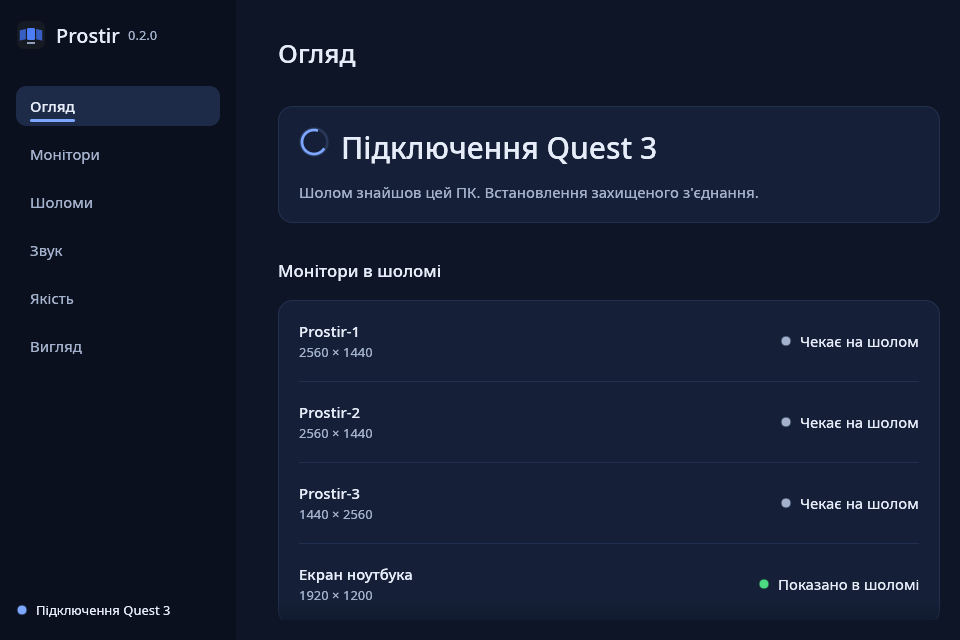 Prostir 0.2.0
Огляд
Монітори
Шоломи
Звук
Якість
Вигляд
Підключення Quest 3
Огляд
Підключення Quest 3
Шолом знайшов цей ПК. Встановлення захищеного з'єднання.
Монітори в шоломі
Prostir-1
2560 × 1440
Чекає на шолом
Prostir-2
2560 × 1440
Чекає на шолом
Prostir-3
1440 × 2560
Чекає на шолом
Екран ноутбука
1920 × 1200
Показано в шоломі